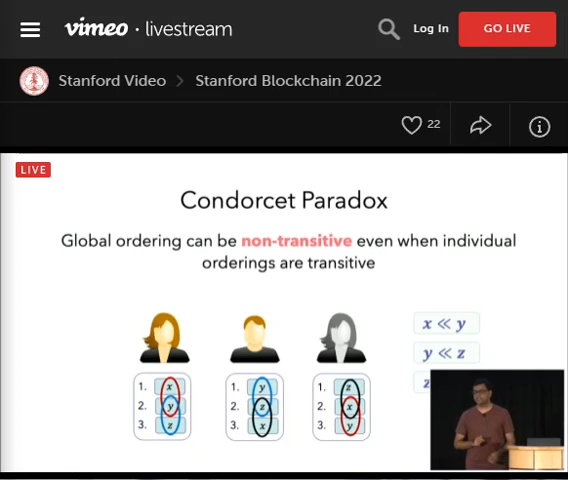 vimeo · livestream
Log In
GO LIVE
Stanford Video > Stanford Blockchain 2022
22
LIVE
Condorcet Paradox
Global ordering can be non-transitive even when individual
orderings are transitive
1. x
2. y
3. z
1. y
2. z
3. x
1. z
2. x
3. y
x ≪ y
y ≪ z
z